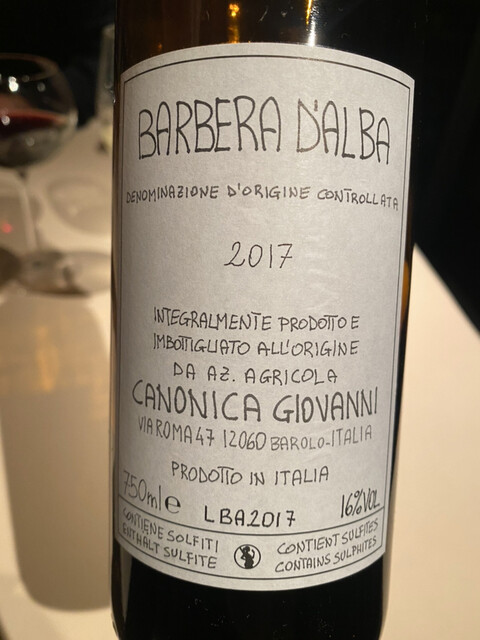 BARBERA D'ALBA
DENOMINAZIONE D'ORIGINE CONTROLLATA
2017
INTEGRALMENTE PRODOTTO E
IMBOTTIGLIATO ALL'ORIGINE
DA AZ. AGRICOLA
CANONICA GIOVANNI
VIA ROMA 47 12060 BAROLO-ITALIA
PRODOTTO IN ITALIA
750ml e LBA2017 16%VOL
CONTIENE SOLFITI
ENTHALT SULFITE
CONTIENT SULFITES
CONTAINS SULPHITES